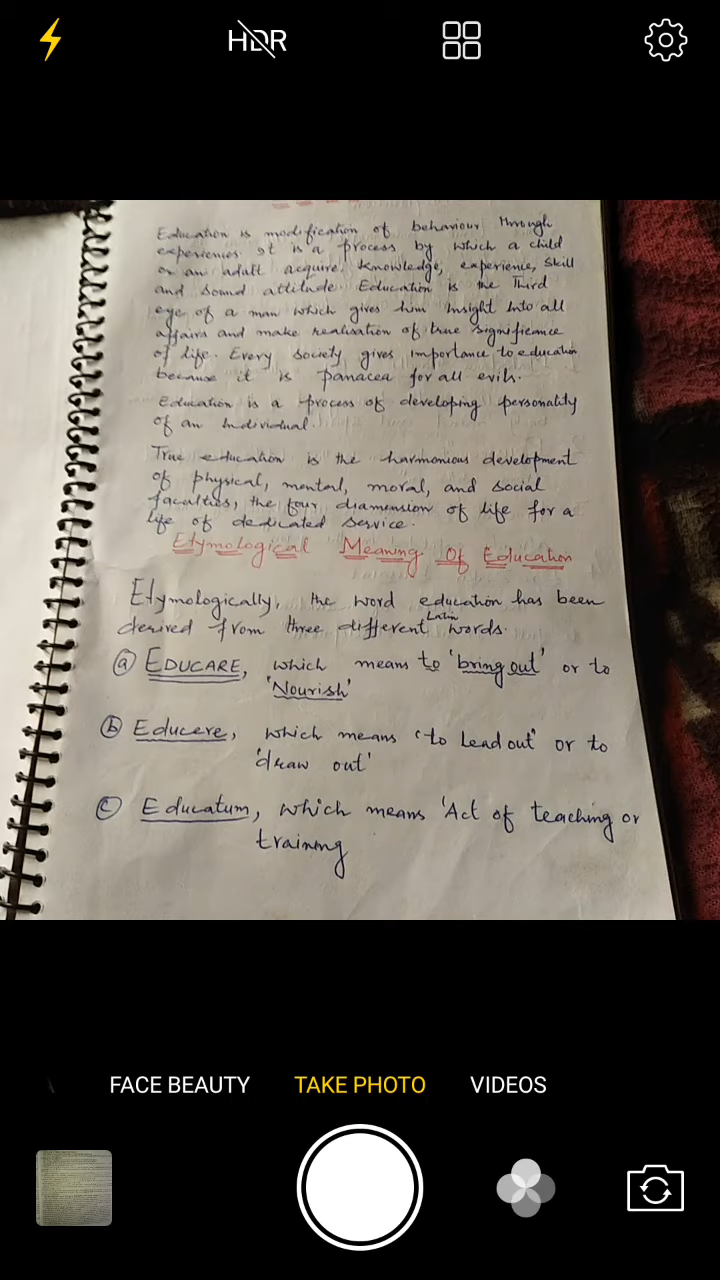 HDR
Education is modification of behaviour through
experiences. It is a process by which a child
or an adult acquire knowledge, experience, skill
and sound attitude. Education is the Third
eye of a man which gives him Insight Into all
affairs and make realisation of true significance
of life. Every society gives importance to education
because it is panacea for all evils.
Education is a process of developing personality
of an Individual.
True education is the harmonious development
of physical, mental, moral, and social
faculties, the four diamension of life for a
life of dedicated service.
Etymological Meaning Of Education
Etymologically, the word education has been
derived from three different Latin words.
(a) EDUCARE, which means to 'bring out' or to
'Nourish'
(b) Educere, which means 'to Lead out' or to
'draw out'
(c) Educatum, which means 'Act of teaching or
training
FACE BEAUTY TAKE PHOTO VIDEOS